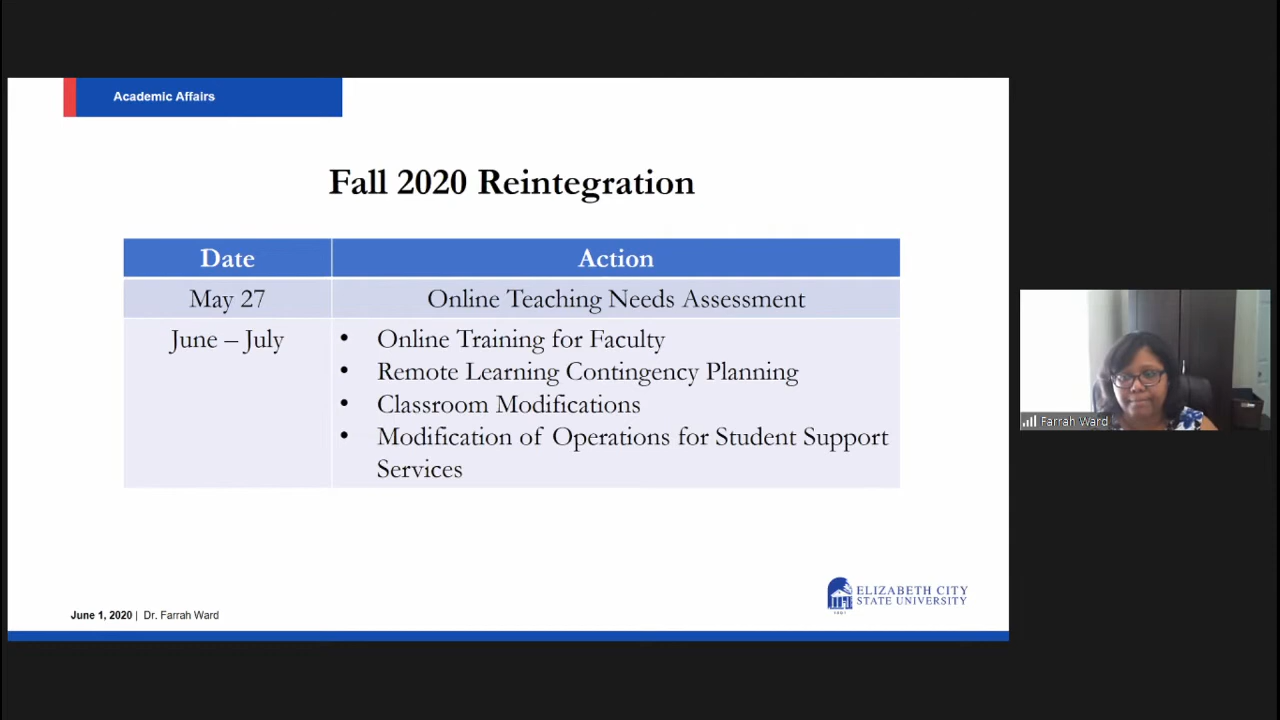 Academic Affairs
Fall 2020 Reintegration
Date
Action
May 27
Online Teaching Needs Assessment
June – July
• Online Training for Faculty
• Remote Learning Contingency Planning
• Classroom Modifications
• Modification of Operations for Student Support
Services
Farrah Ward
ELIZABETH CITY
STATE UNIVERSITY
June 1, 2020 | Dr. Farrah Ward